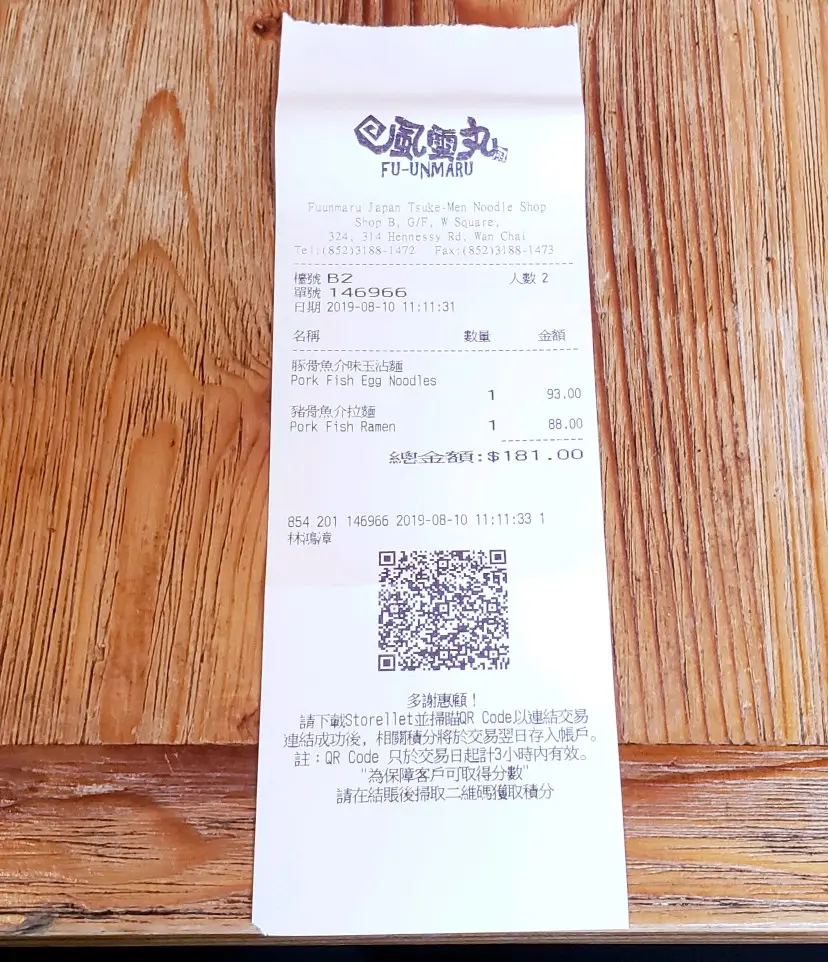 風雲丸
FU-UNMARU
Fuunmaru Japan Tsuke-Men Noodle Shop
Shop B, G/F, W Square,
324, 314 Hennessy Rd, Wan Chai
Tel:(852)3188-1472 Fax:(852)3188-1473
檯號 B2 人數 2
單號 146966
日期 2019-08-10 11:11:31
名稱 數量 金額
豚骨魚介味玉沾麵
Pork Fish Egg Noodles
1 93.00
豬骨魚介拉麵
Pork Fish Ramen 1 88.00
總金額:$181.00
854 201 146966 2019-08-10 11:11:33 1
林鴻漳
多謝惠顧！
請下載Storellet並掃瞄QR Code以連結交易
連結成功後，相關積分將於交易翌日存入帳戶。
註：QR Code 只於交易日起計3小時內有效。
"為保障客戶可取得分數"
請在結賬後掃取二維碼獲取積分